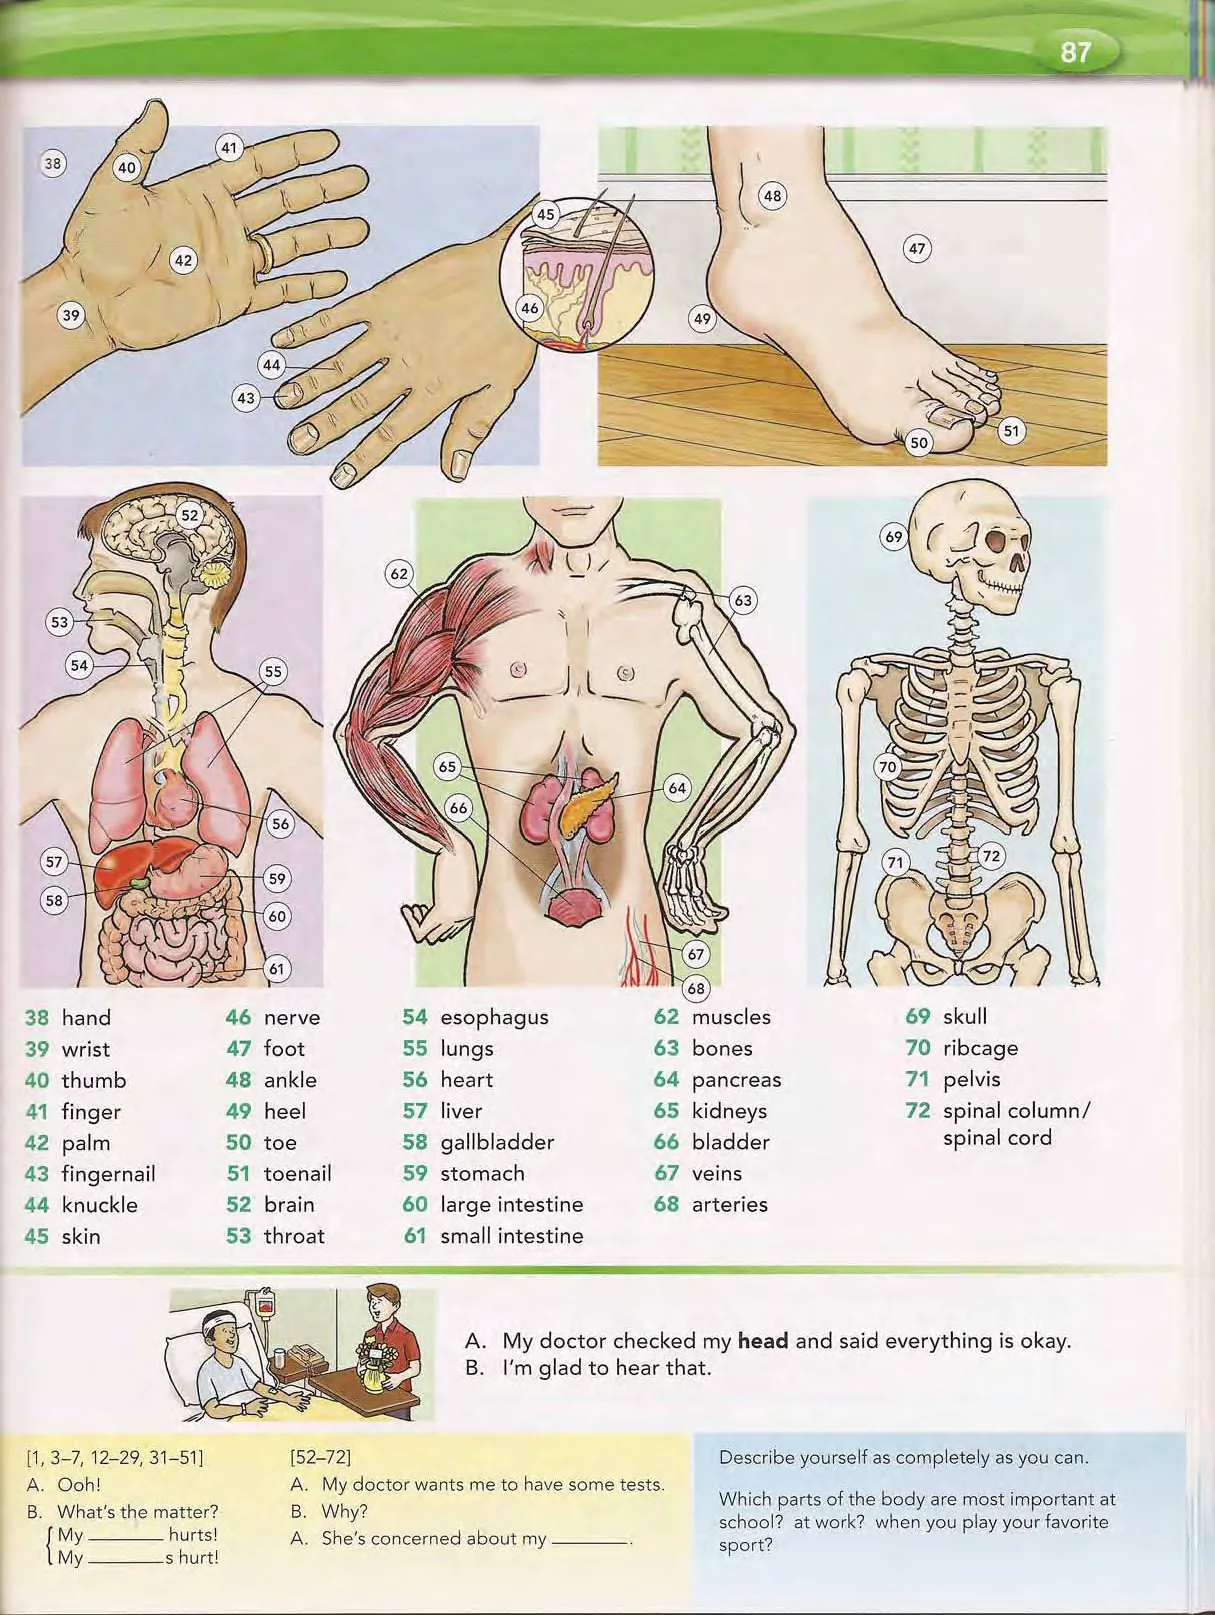 87
38
40
41
42
39
44
43
45
46
48
47
49
50
51
52
53
54
55
56
57
58
59
60
61
62
63
65
64
66
67
68
69
70
71
72
38 hand
39 wrist
40 thumb
41 finger
42 palm
43 fingernail
44 knuckle
45 skin
46 nerve
47 foot
48 ankle
49 heel
50 toe
51 toenail
52 brain
53 throat
54 esophagus
55 lungs
56 heart
57 liver
58 gallbladder
59 stomach
60 large intestine
61 small intestine
62 muscles
63 bones
64 pancreas
65 kidneys
66 bladder
67 veins
68 arteries
69 skull
70 ribcage
71 pelvis
72 spinal column/
spinal cord
A. My doctor checked my head and said everything is okay.
B. I'm glad to hear that.
[1, 3–7, 12–29, 31–51]
A. Ooh!
B. What's the matter?
My ________ hurts!
My ________s hurt!
[52–72]
A. My doctor wants me to have some tests.
B. Why?
A. She's concerned about my ________.
Describe yourself as completely as you can.
Which parts of the body are most important at
school? at work? when you play your favorite
sport?